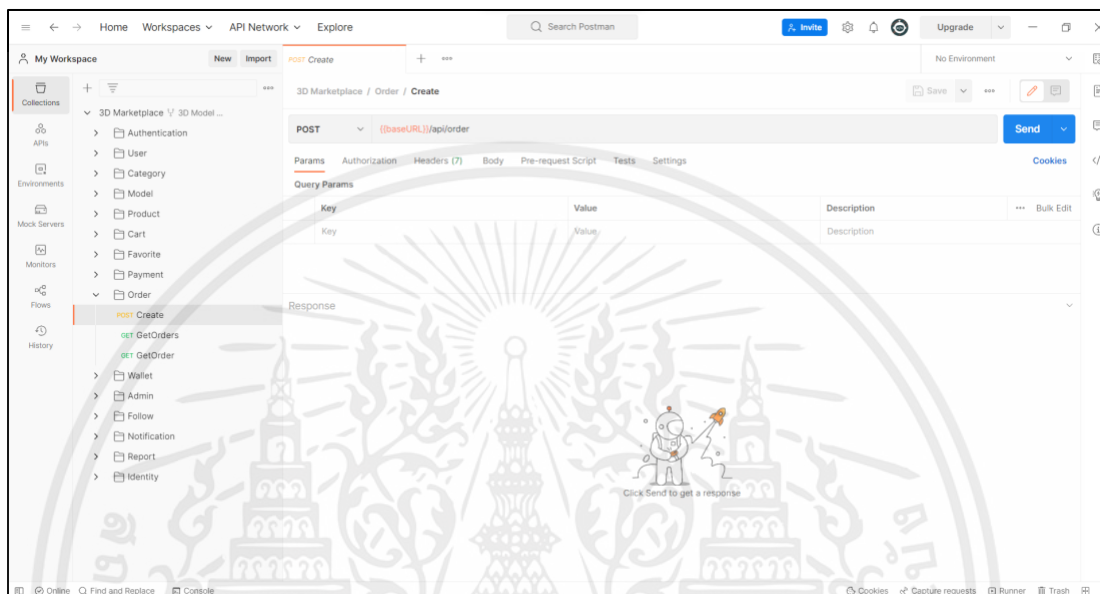 Home Workspaces API Network Explore Search Postman Invite Upgrade
My Workspace New Import POST Create No Environment
Collections
APIs
Environments
Mock Servers
Monitors
Flows
History
3D Marketplace 3D Model ...
Authentication
User
Category
Model
Product
Cart
Favorite
Payment
Order
POST Create
GET GetOrders
GET GetOrder
Wallet
Admin
Follow
Notification
Report
Identity
3D Marketplace / Order / Create Save
POST {{baseURL}}/api/order Send
Params Authorization Headers (7) Body Pre-request Script Tests Settings Cookies
Query Params
Key Value Description Bulk Edit
Key Value Description
Response
Click Send to get a response
Online Find and Replace Console Cookies Capture requests Runner Trash